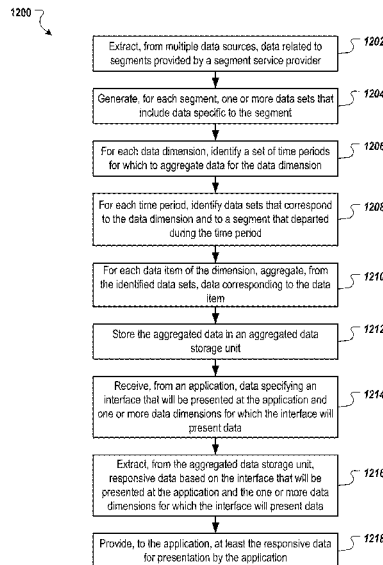 1200
Extract, from multiple data sources, data related to
segments provided by a segment service provider
1202
Generate, for each segment, one or more data sets that
include data specific to the segment
1204
For each data dimension, identify a set of time periods
for which to aggregate data for the data dimension
1206
For each time period, identify data sets that correspond
to the data dimension and to a segment that departed
during the time period
1208
For each data item of the dimension, aggregate, from
the identified data sets, data corresponding to the data
item
1210
Store the aggregated data in an aggregated data
storage unit
1212
Receive, from an application, data specifying an
interface that will be presented at the application and
one or more data dimensions for which the interface will
present data
1214
Extract, from the aggregated data storage unit,
responsive data based on the interface that will be
presented at the application and the one or more data
dimensions for which the interface will present data
1216
Provide, to the application, at least the responsive data
for presentation by the application
1218